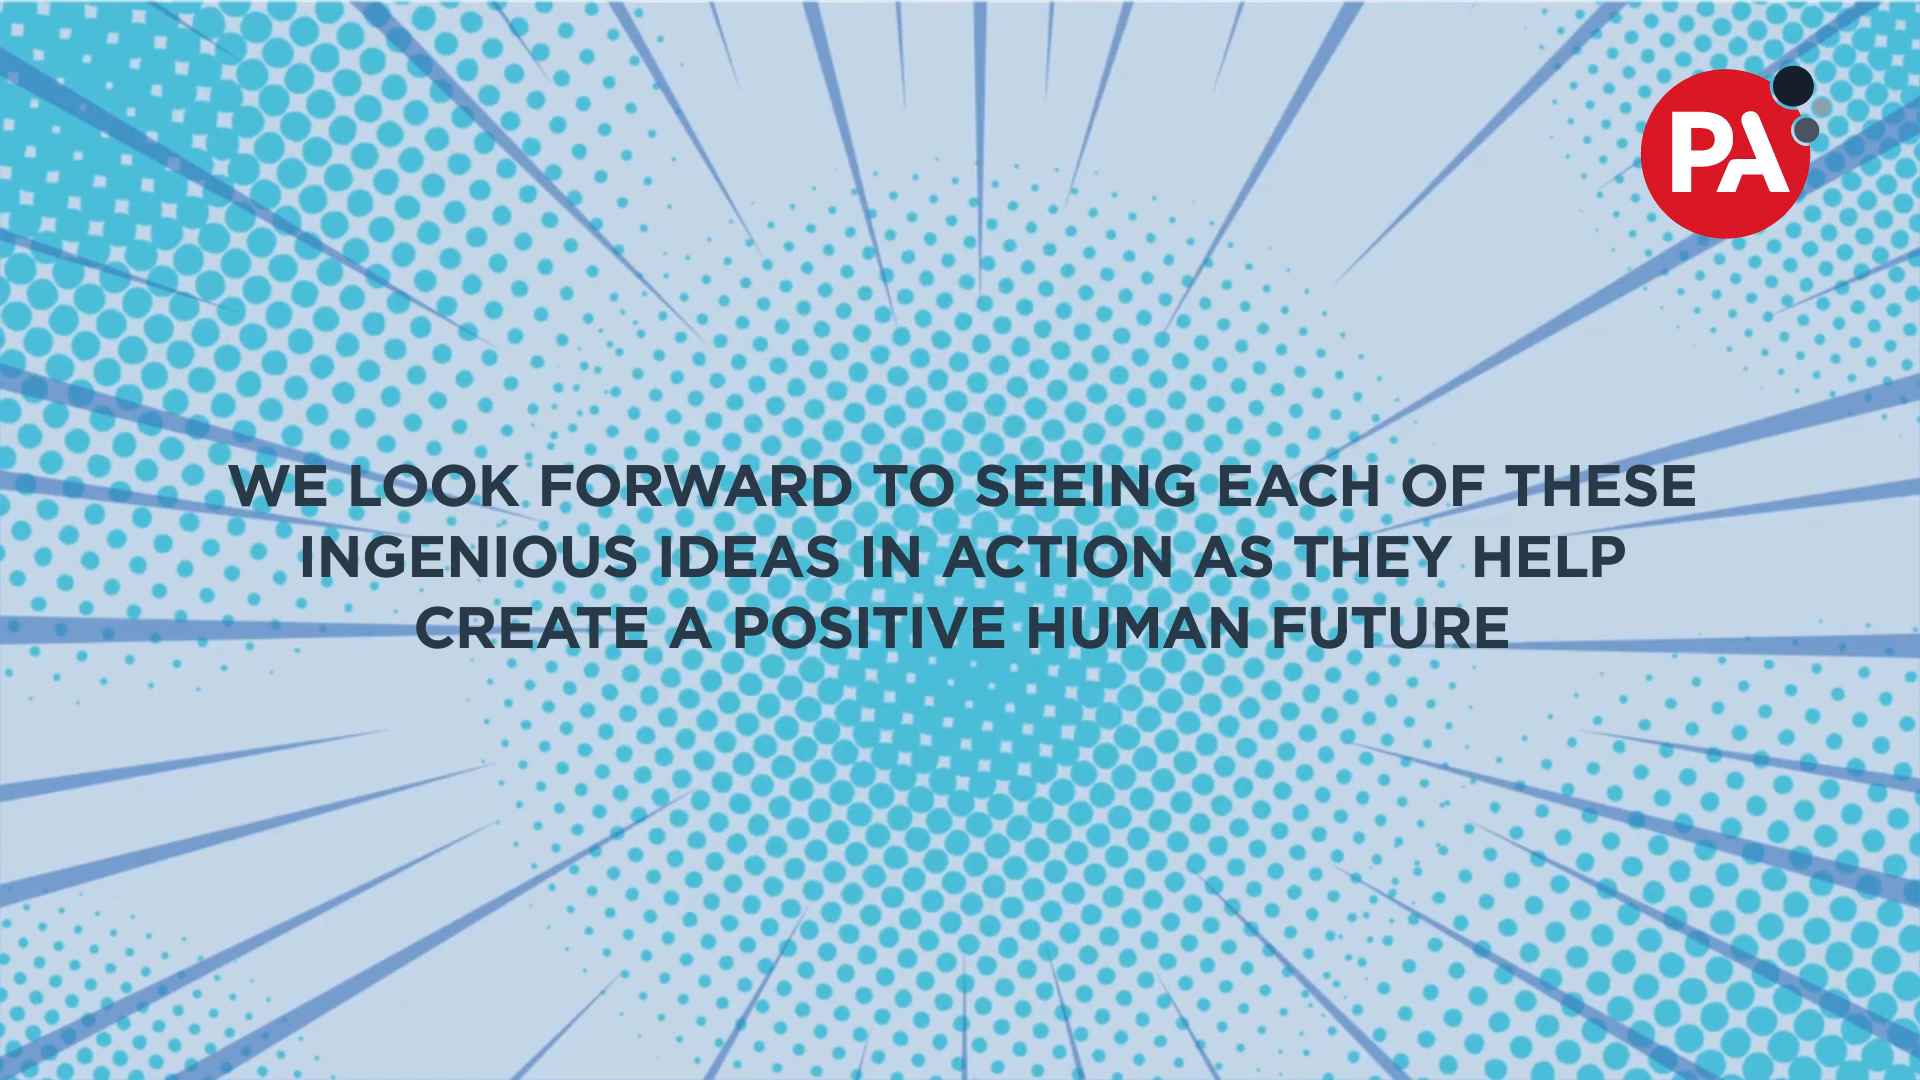 PA
WE LOOK FORWARD TO SEEING EACH OF THESE
INGENIOUS IDEAS IN ACTION AS THEY HELP
CREATE A POSITIVE HUMAN FUTURE